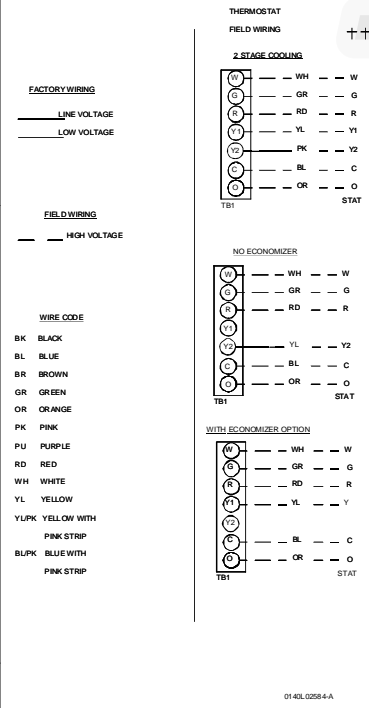 THERMOSTAT
FIELD WIRING
FACTORY WIRING
LINE VOLTAGE
LOW VOLTAGE
FIELD WIRING
HIGH VOLTAGE
WIRE CODE
BK BLACK
BL BLUE
BR BROWN
GR GREEN
OR ORANGE
PK PINK
PU PURPLE
RD RED
WH WHITE
YL YELLOW
YL/PK YELLOW WITH
PINK STRIP
BL/PK BLUE WITH
PINK STRIP
2 STAGE COOLING
W WH W
G GR G
R RD R
Y1 YL Y1
Y2 PK Y2
C BL C
O OR O
TB1 STAT
NO ECONOMIZER
W WH W
G GR G
R RD R
Y1
Y2 YL Y2
C BL C
O OR O
TB1 STAT
WITH ECONOMIZER OPTION
W WH W
G GR G
R RD R
Y1 YL Y
Y2
C BL C
O OR O
TB1 STAT
0140L02584-A